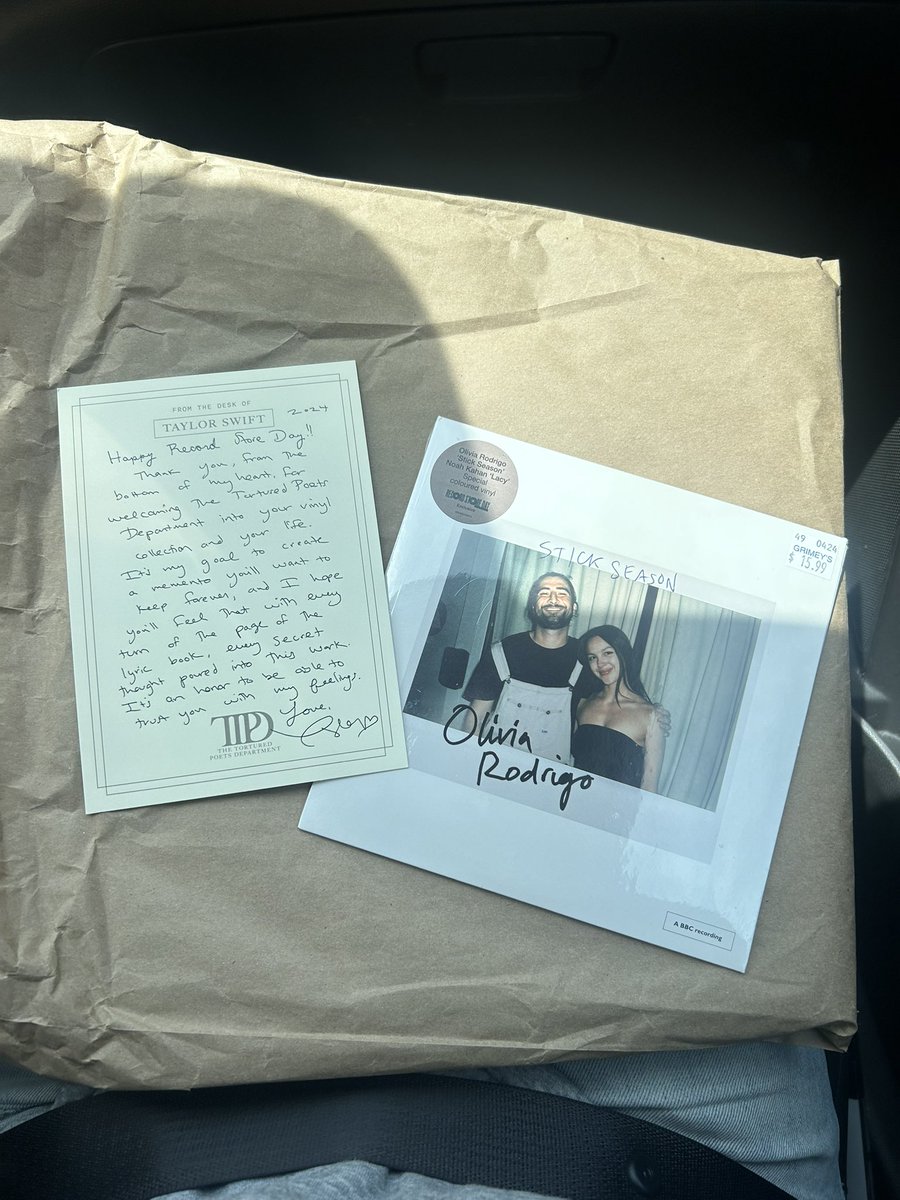 FROM THE DESK OF
TAYLOR SWIFT
2024
Happy Record Store Day!!
Thank you, from the
bottom of my heart, for
welcoming The Tortured Poets
Department into your vinyl
collection and your life.
It's my goal to create
a memento you'll want to
keep forever, and I hope
you'll feel that with every
turn of the page of the
lyric book, every secret
thought poured into this work.
It's an honor to be able to
trust you with my feelings.
Love,
TTPD
THE TORTURED
POETS DEPARTMENT
Olivia Rodrigo
'Stick Season'
Noah Kahan 'Lacy'
Special
coloured vinyl
RECORD STORE DAY
Exclusive
49 0424
GRIMEY'S
$ 15.99
STICK SEASON
Olivia
Rodrigo
A BBC recording